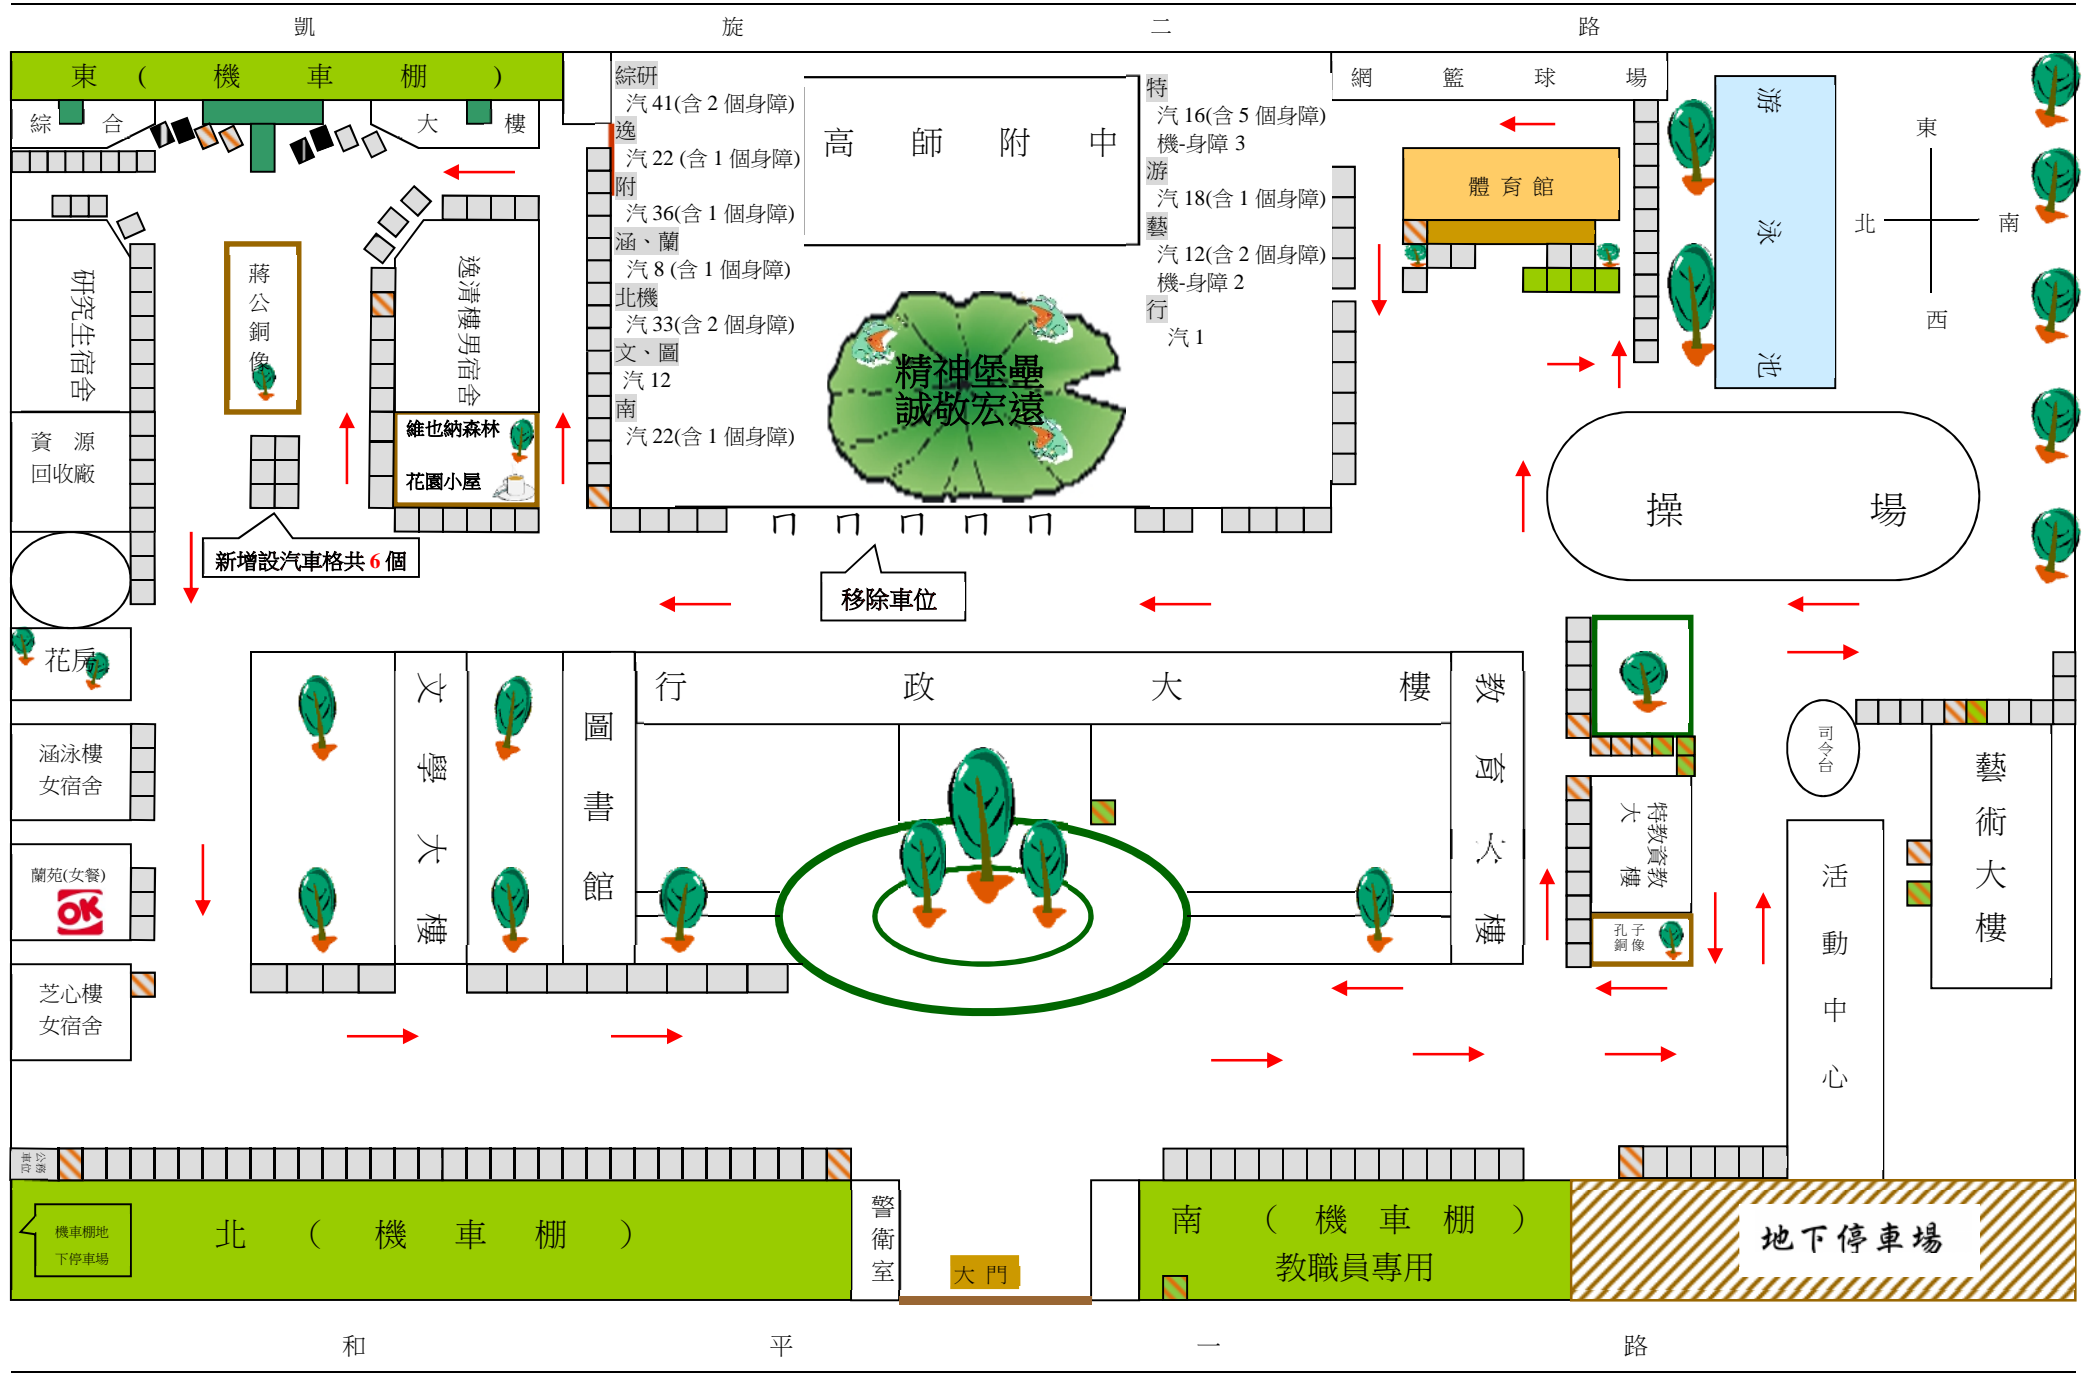 凱 旋 二 路
東 ( 機 車 棚 )
綜 合 大 樓
綜研
汽 41(含 2 個身障)
逸
汽 22 (含 1 個身障)
附
汽 36(含 1 個身障)
涵、蘭
汽 8 (含 1 個身障)
北機
汽 33(含 2 個身障)
文、圖
汽 12
南
汽 22(含 1 個身障)
高 師 附 中
特
汽 16(含 5 個身障)
機-身障 3
游
汽 18(含 1 個身障)
藝
汽 12(含 2 個身障)
機-身障 2
行
汽 1
網 籃 球 場
體 育 館
游 泳 池
東
北 南
西
研究生宿舍
蔣公銅像
逸清樓男宿舍
維也納森林
花園小屋
資 源
回收廠
新增設汽車格共 6 個
精神堡壘
誠敬宏遠
移除車位
操 場
花房
涵泳樓
女宿舍
蘭苑(女餐)
OK
芝心樓
女宿舍
文 學 大 樓
圖 書 館
行 政 大 樓
教 育 大 樓
特教資教
大 樓
孔子
銅像
司令台
活 動 中 心
藝 術 大 樓
公務
車位
機車棚地
下停車場
北 ( 機 車 棚 )
警衛室
大 門
南 ( 機 車 棚 )
教職員專用
地下停車場
和 平 一 路